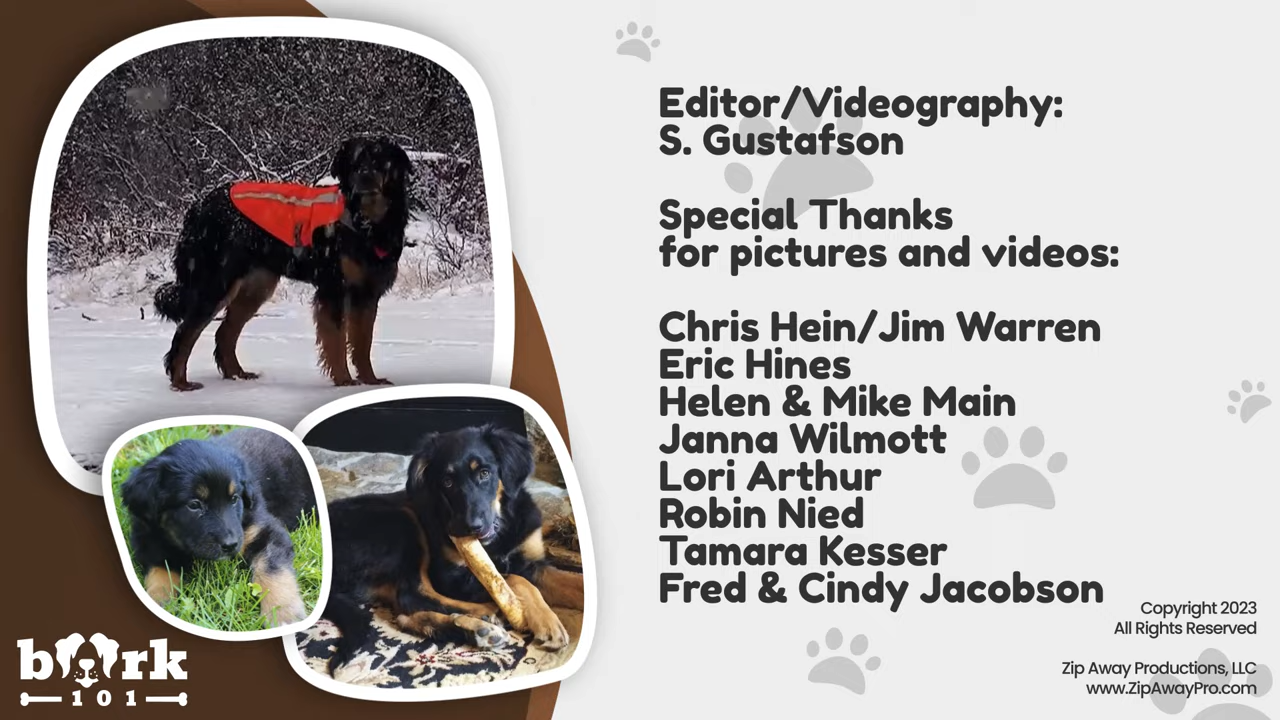 Editor/Videography:
S. Gustafson
Special Thanks
for pictures and videos:
Chris Hein/Jim Warren
Eric Hines
Helen & Mike Main
Janna Wilmott
Lori Arthur
Robin Nied
Tamara Kesser
Fred & Cindy Jacobson
Copyright 2023
All Rights Reserved
Zip Away Productions, LLC
www.ZipAwayPro.com
bark
101